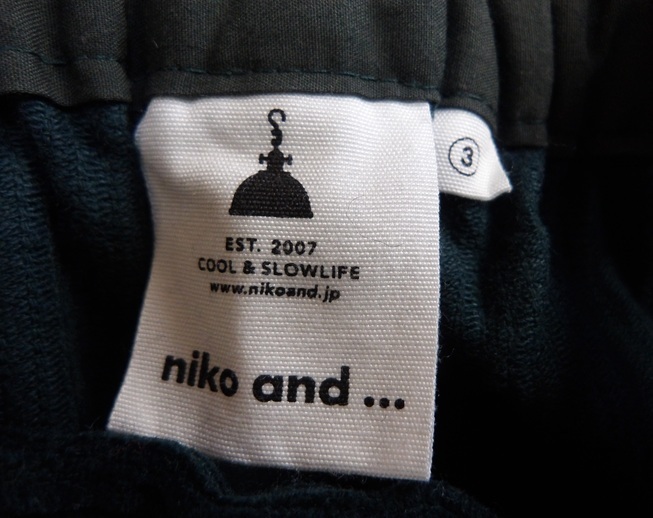 EST. 2007
COOL & SLOWLIFE
www.nikoand.jp
niko and ...
③